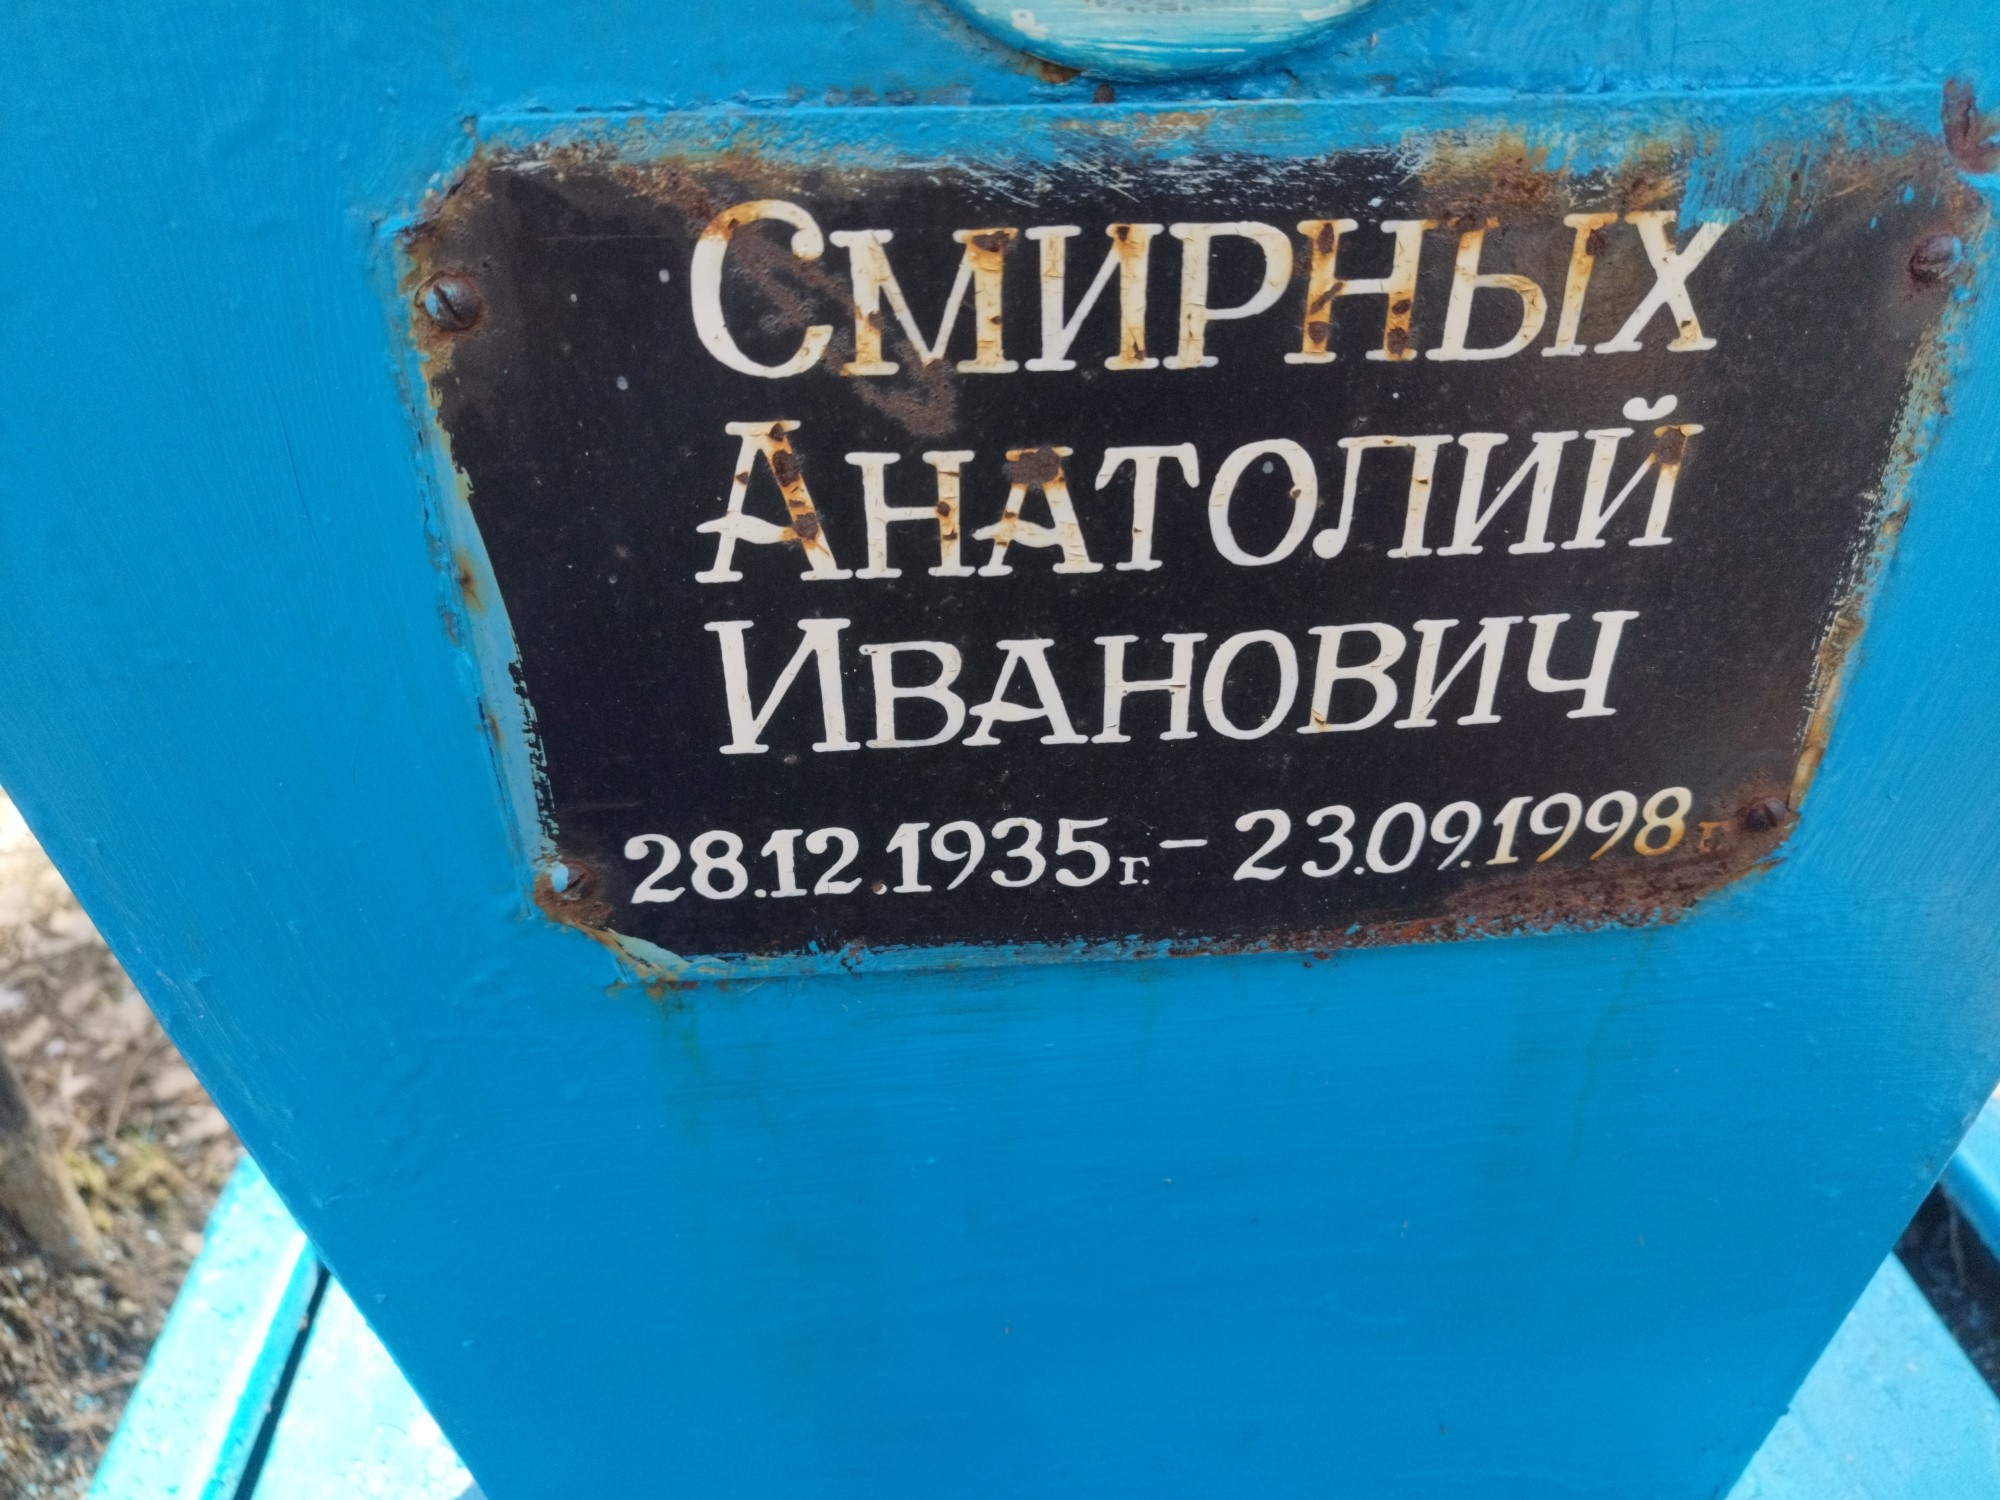 Смирных
Анатолий
Иванович
28.12.1935г. – 23.09.1998г.